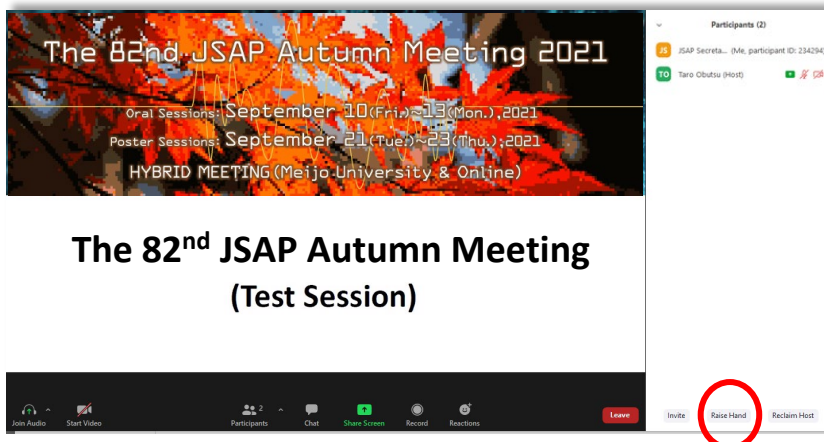 The 82nd JSAP Autumn Meeting 2021
Oral Sessions: September 10(Fri.)~13(Mon.),2021
Poster Sessions: September 21(Tue.)~23(Thu.),2021
HYBRID MEETING(Meijo University & Online)
The 82nd JSAP Autumn Meeting
(Test Session)
Join Audio
Start Video
Participants 2
Chat
Share Screen
Record
Reactions
Leave
Participants (2)
JS JSAP Secreta... (Me, participant ID: 234294)
TO Taro Obutsu (Host)
Invite
Raise Hand
Reclaim Host